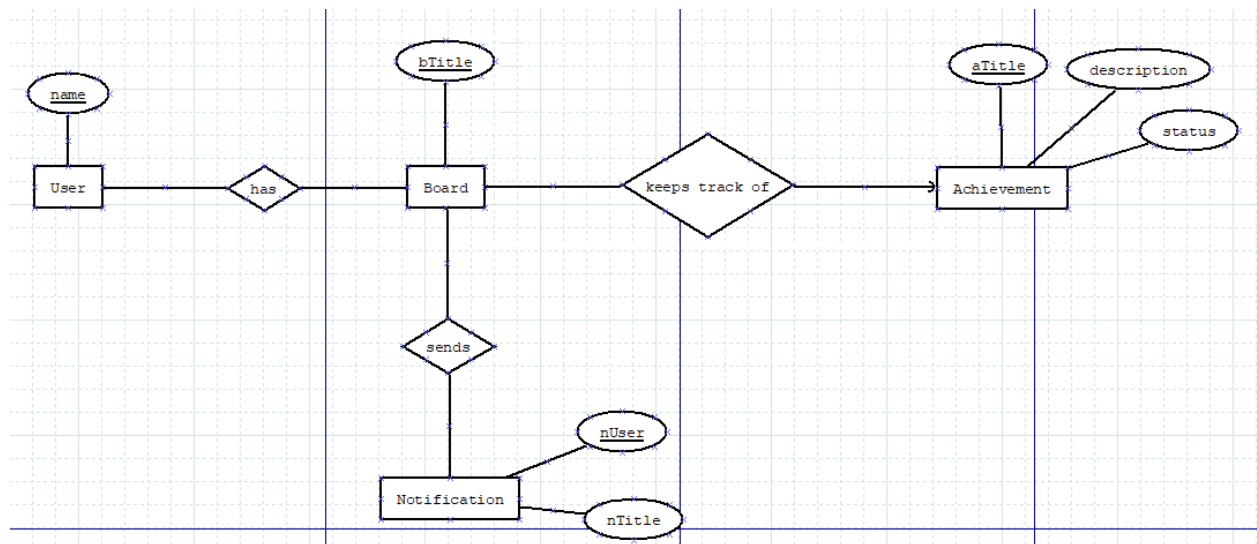 bTitle
aTitle
description
name
status
User
has
Board
keeps track of
Achievement
sends
nUser
Notification
nTitle